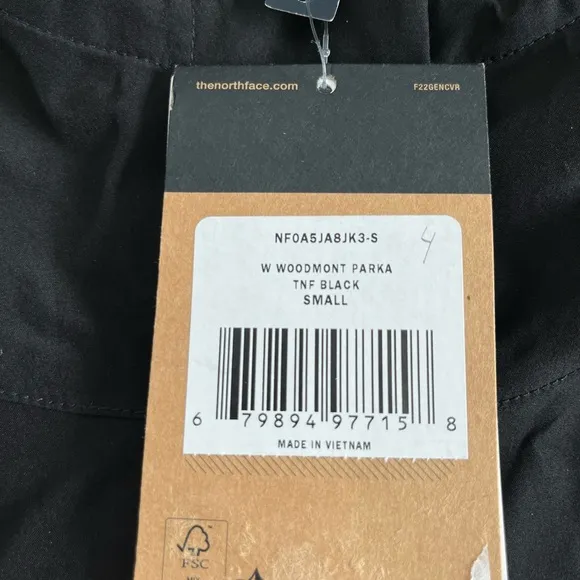 thenorthface.com
F22GENCVR
NF0A5JA8JK3-S
4
W WOODMONT PARKA
TNF BLACK
SMALL
6 79894 97715 8
MADE IN VIETNAM
FSC